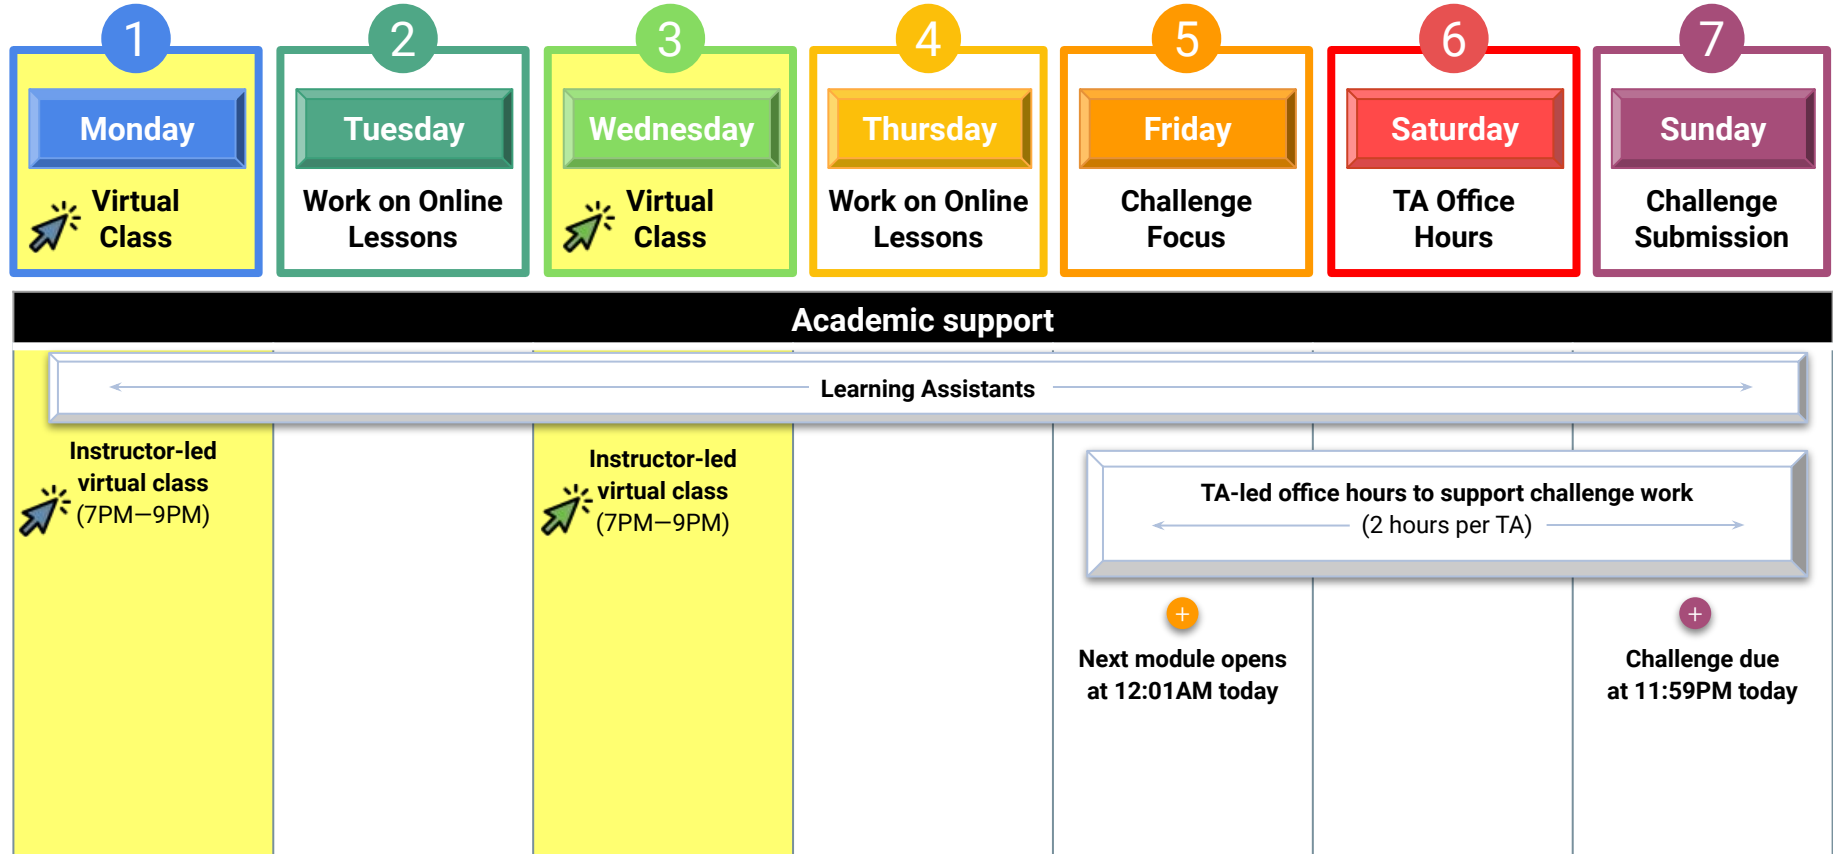 1
Monday
Virtual
Class
2
Tuesday
Work on Online
Lessons
3
Wednesday
Virtual
Class
4
Thursday
Work on Online
Lessons
5
Friday
Challenge
Focus
6
Saturday
TA Office
Hours
7
Sunday
Challenge
Submission
Academic support
Learning Assistants
Instructor-led
virtual class
(7PM—9PM)
Instructor-led
virtual class
(7PM—9PM)
TA-led office hours to support challenge work
(2 hours per TA)
+
Next module opens
at 12:01AM today
+
Challenge due
at 11:59PM today